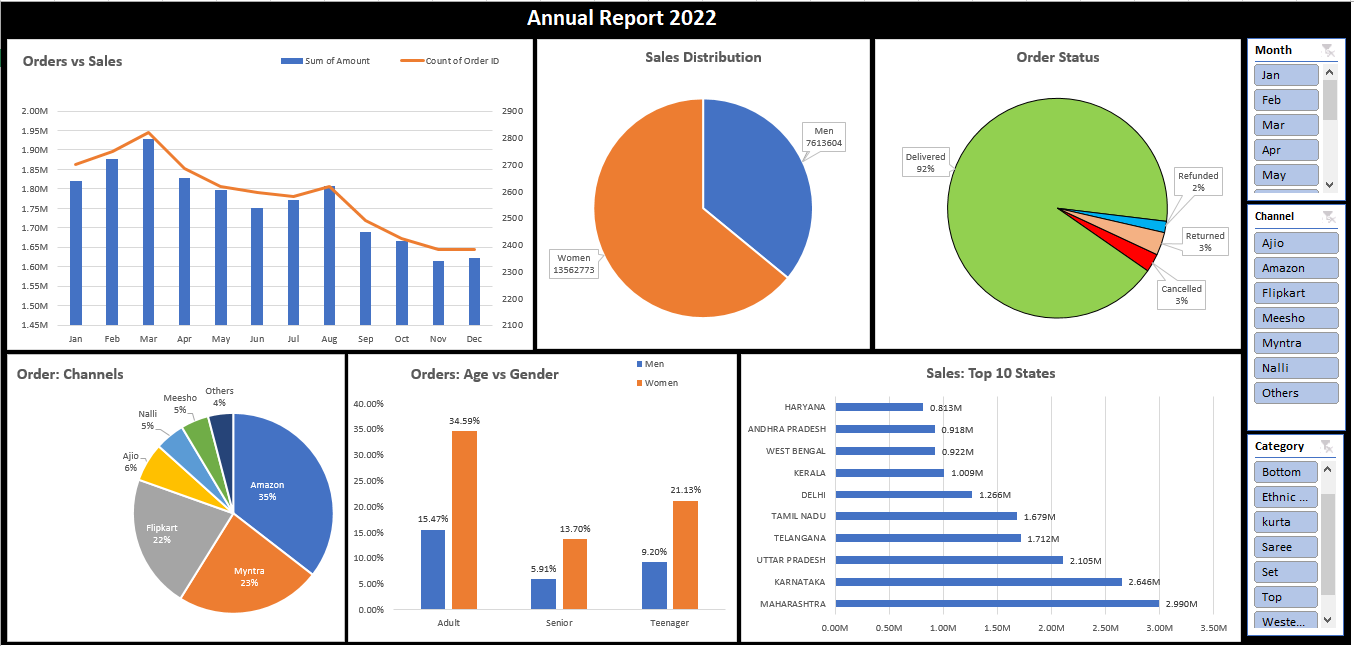 Annual Report 2022
Orders vs Sales
Sum of Amount
Count of Order ID
2.00M
1.95M
1.90M
1.85M
1.80M
1.75M
1.70M
1.65M
1.60M
1.55M
1.50M
1.45M
2900
2800
2700
2600
2500
2400
2300
2200
2100
Jan Feb Mar Apr May Jun Jul Aug Sep Oct Nov Dec
Sales Distribution
Men
7613604
Women
13562773
Order Status
Delivered
92%
Refunded
2%
Returned
3%
Cancelled
3%
Month
Jan
Feb
Mar
Apr
May
Channel
Ajio
Amazon
Flipkart
Meesho
Myntra
Nalli
Others
Order: Channels
Others
4%
Meesho
5%
Nalli
5%
Ajio
6%
Amazon
35%
Flipkart
22%
Myntra
23%
Orders: Age vs Gender
Men
Women
40.00%
35.00%
30.00%
25.00%
20.00%
15.00%
10.00%
5.00%
0.00%
15.47%
34.59%
5.91%
13.70%
9.20%
21.13%
Adult Senior Teenager
Sales: Top 10 States
HARYANA 0.813M
ANDHRA PRADESH 0.918M
WEST BENGAL 0.922M
KERALA 1.009M
DELHI 1.266M
TAMIL NADU 1.679M
TELANGANA 1.712M
UTTAR PRADESH 2.105M
KARNATAKA 2.646M
MAHARASHTRA 2.990M
0.00M 0.50M 1.00M 1.50M 2.00M 2.50M 3.00M 3.50M
Category
Bottom
Ethnic ...
kurta
Saree
Set
Top
Weste...